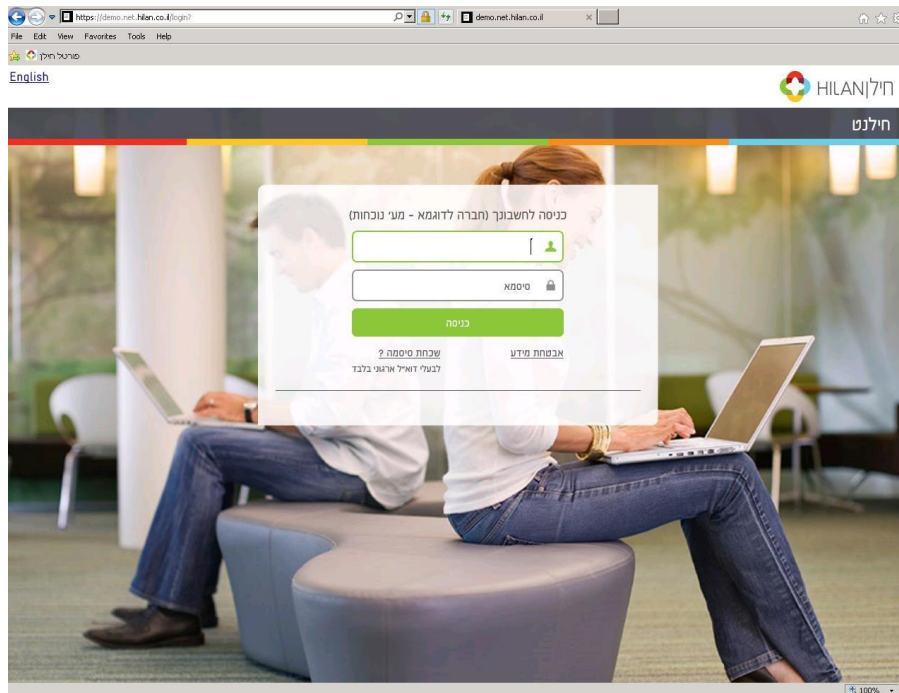 https://demo.net.hilan.co.il/login?
demo.net.hilan.co.il
File Edit View Favorites Tools Help
פורטל חילן
English
חילן|HILAN
חילנט
כניסה לחשבונך (חברה לדוגמא - מע' נוכחות)
סיסמא
כניסה
אבטחת מידע
שכחת סיסמה ?
לבעלי דוא"ל ארגוני בלבד
100%